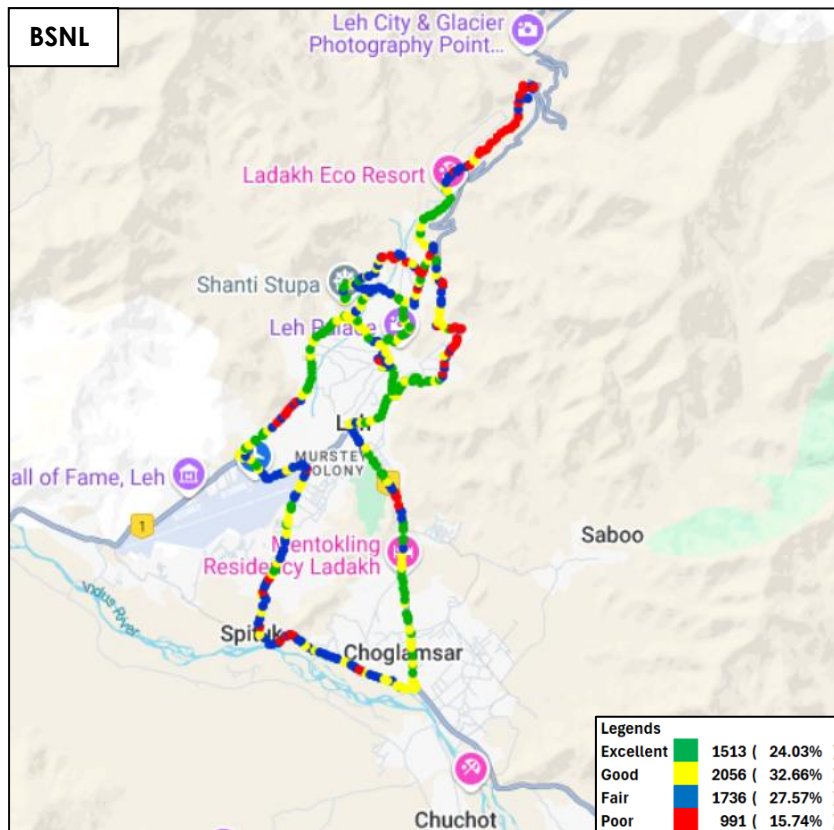 BSNL
Leh City & Glacier
Photography Point...
Ladakh Eco Resort
Shanti Stupa
Leh Palace
Leh
MURSTEY
COLONY
all of Fame, Leh
1
Saboo
Mentokling
Residency Ladakh
Indus River
Spituk
Choglamsar
Chuchot
Legends
Excellent 1513 ( 24.03%
Good 2056 ( 32.66%
Fair 1736 ( 27.57%
Poor 991 ( 15.74%